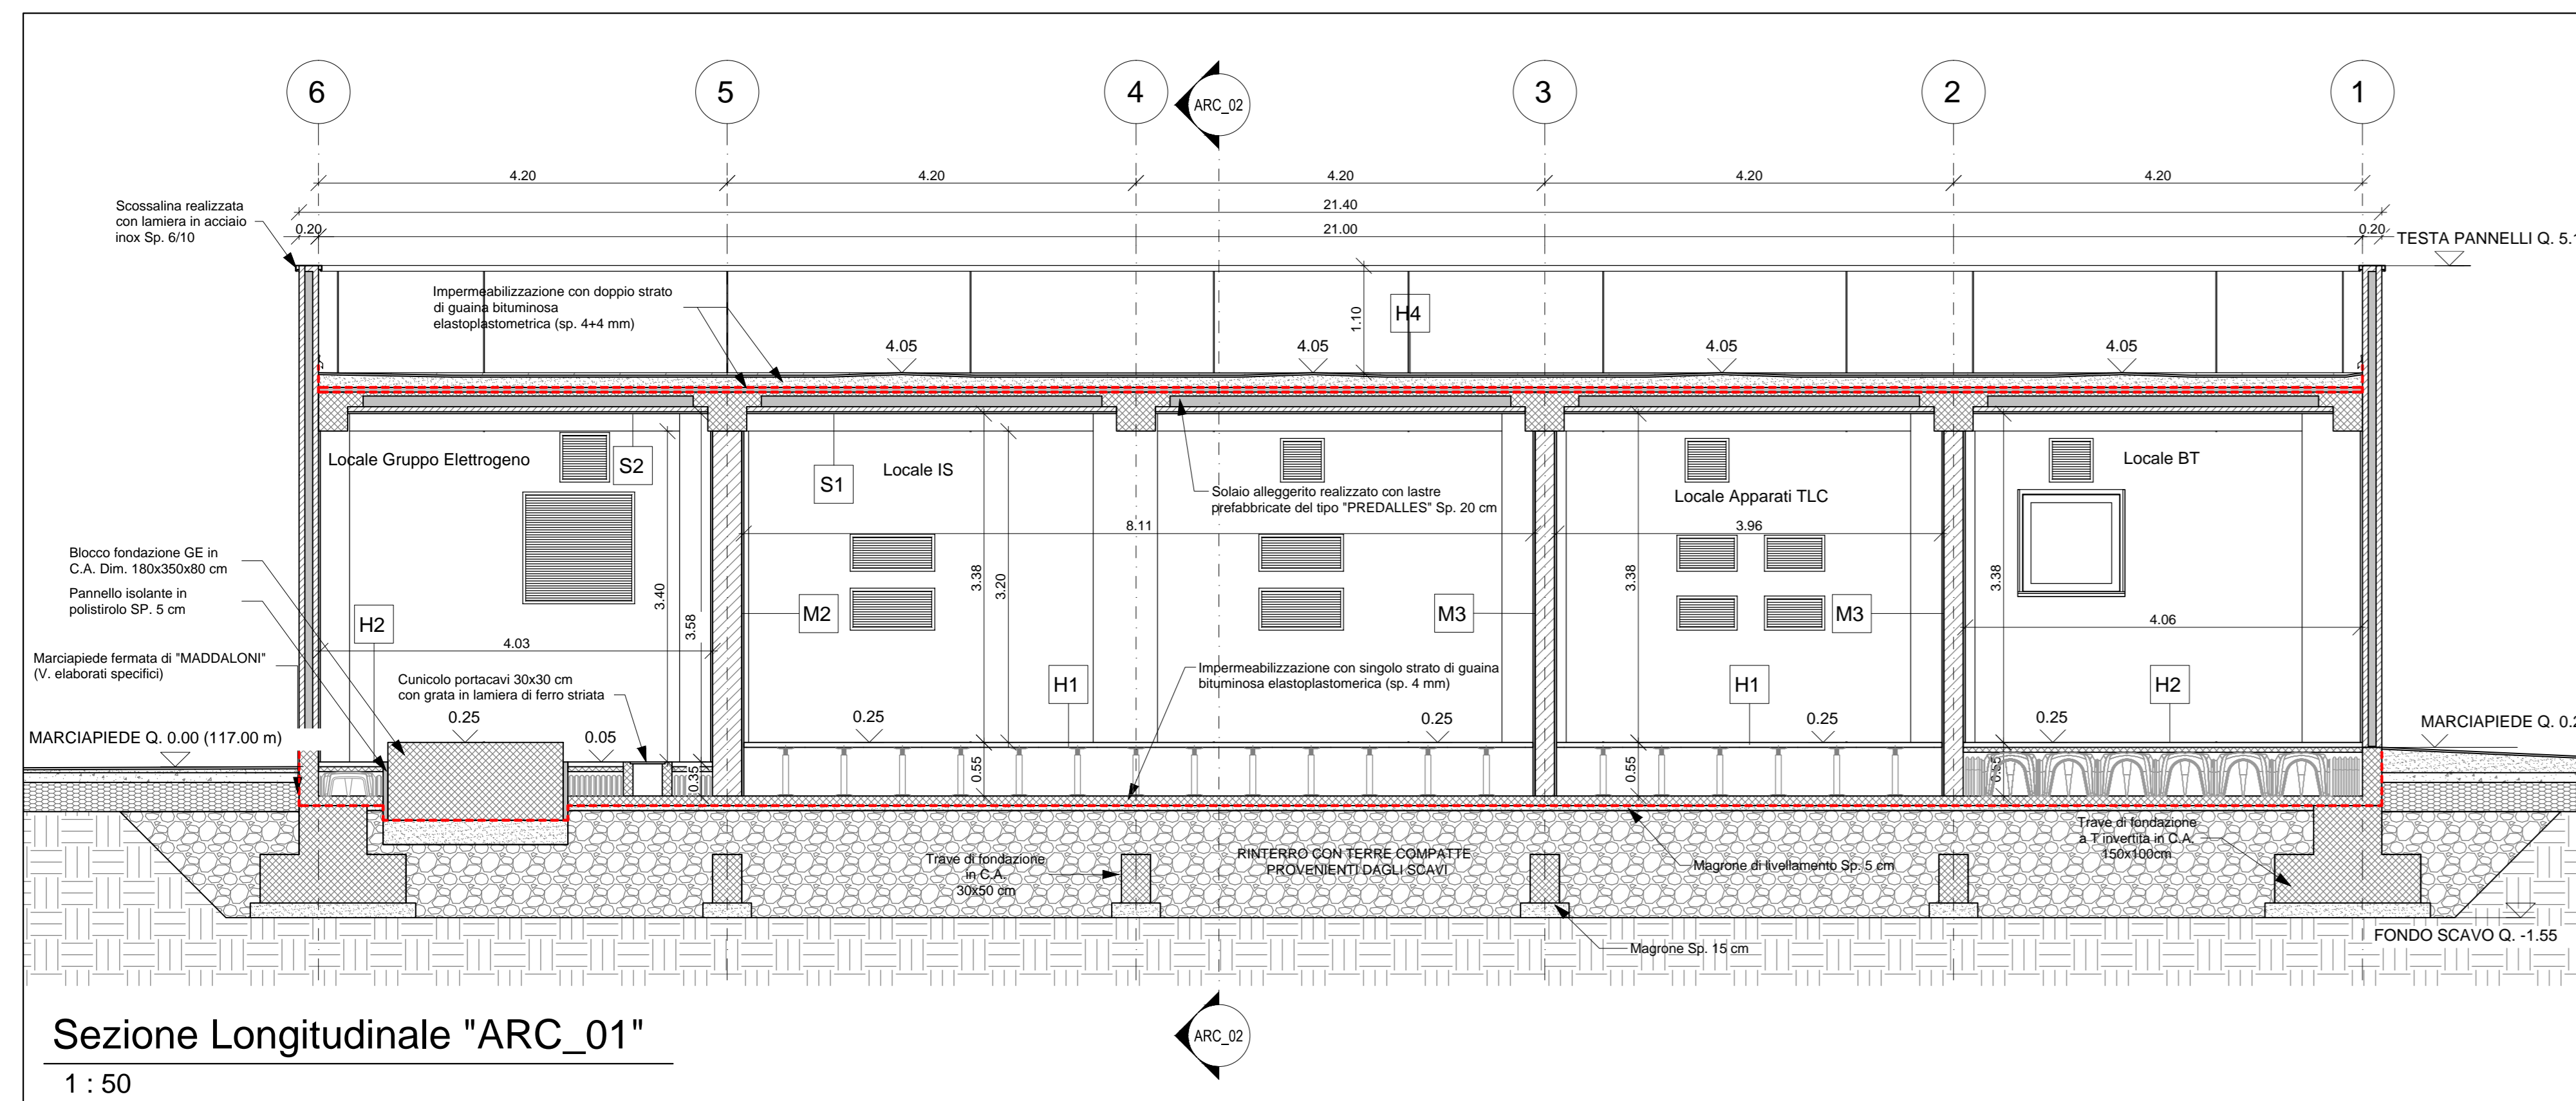 6
5
4
ARC_02
3
2
1
4.20
4.20
4.20
4.20
4.20
21.40
0.20
21.00
0.20
Scossalina realizzata
con lamiera in acciaio
inox Sp. 6/10
TESTA PANNELLI Q. 5.1
Impermeabilizzazione con doppio strato
di guaina bituminosa
elastoplastometrica (sp. 4+4 mm)
1.10
H4
4.05
4.05
4.05
4.05
Locale Gruppo Elettrogeno
S2
S1
Locale IS
Solaio alleggerito realizzato con lastre
prefabbricate del tipo "PREDALLES" Sp. 20 cm
Locale Apparati TLC
Locale BT
8.11
3.96
3.40
3.58
3.38
3.20
3.38
3.38
Blocco fondazione GE in
C.A. Dim. 180x350x80 cm
Pannello isolante in
polistirolo SP. 5 cm
H2
M2
M3
M3
4.03
4.06
Marciapiede fermata di "MADDALONI"
(V. elaborati specifici)
Cunicolo portacavi 30x30 cm
con grata in lamiera di ferro striata
H1
Impermeabilizzazione con singolo strato di guaina
bituminosa elastoplastomerica (sp. 4 mm)
H1
H2
MARCIAPIEDE Q. 0.00 (117.00 m)
0.25
0.05
0.25
0.25
0.25
0.25
MARCIAPIEDE Q. 0.2
0.35
0.55
0.55
0.55
Trave di fondazione
in C.A.
30x50 cm
RINTERRO CON TERRE COMPATTE
PROVENIENTI DAGLI SCAVI
Magrone di livellamento Sp. 5 cm
Trave di fondazione
a T invertita in C.A.
150x100cm
Magrone Sp. 15 cm
FONDO SCAVO Q. -1.55
Sezione Longitudinale "ARC_01"
1 : 50
ARC_02